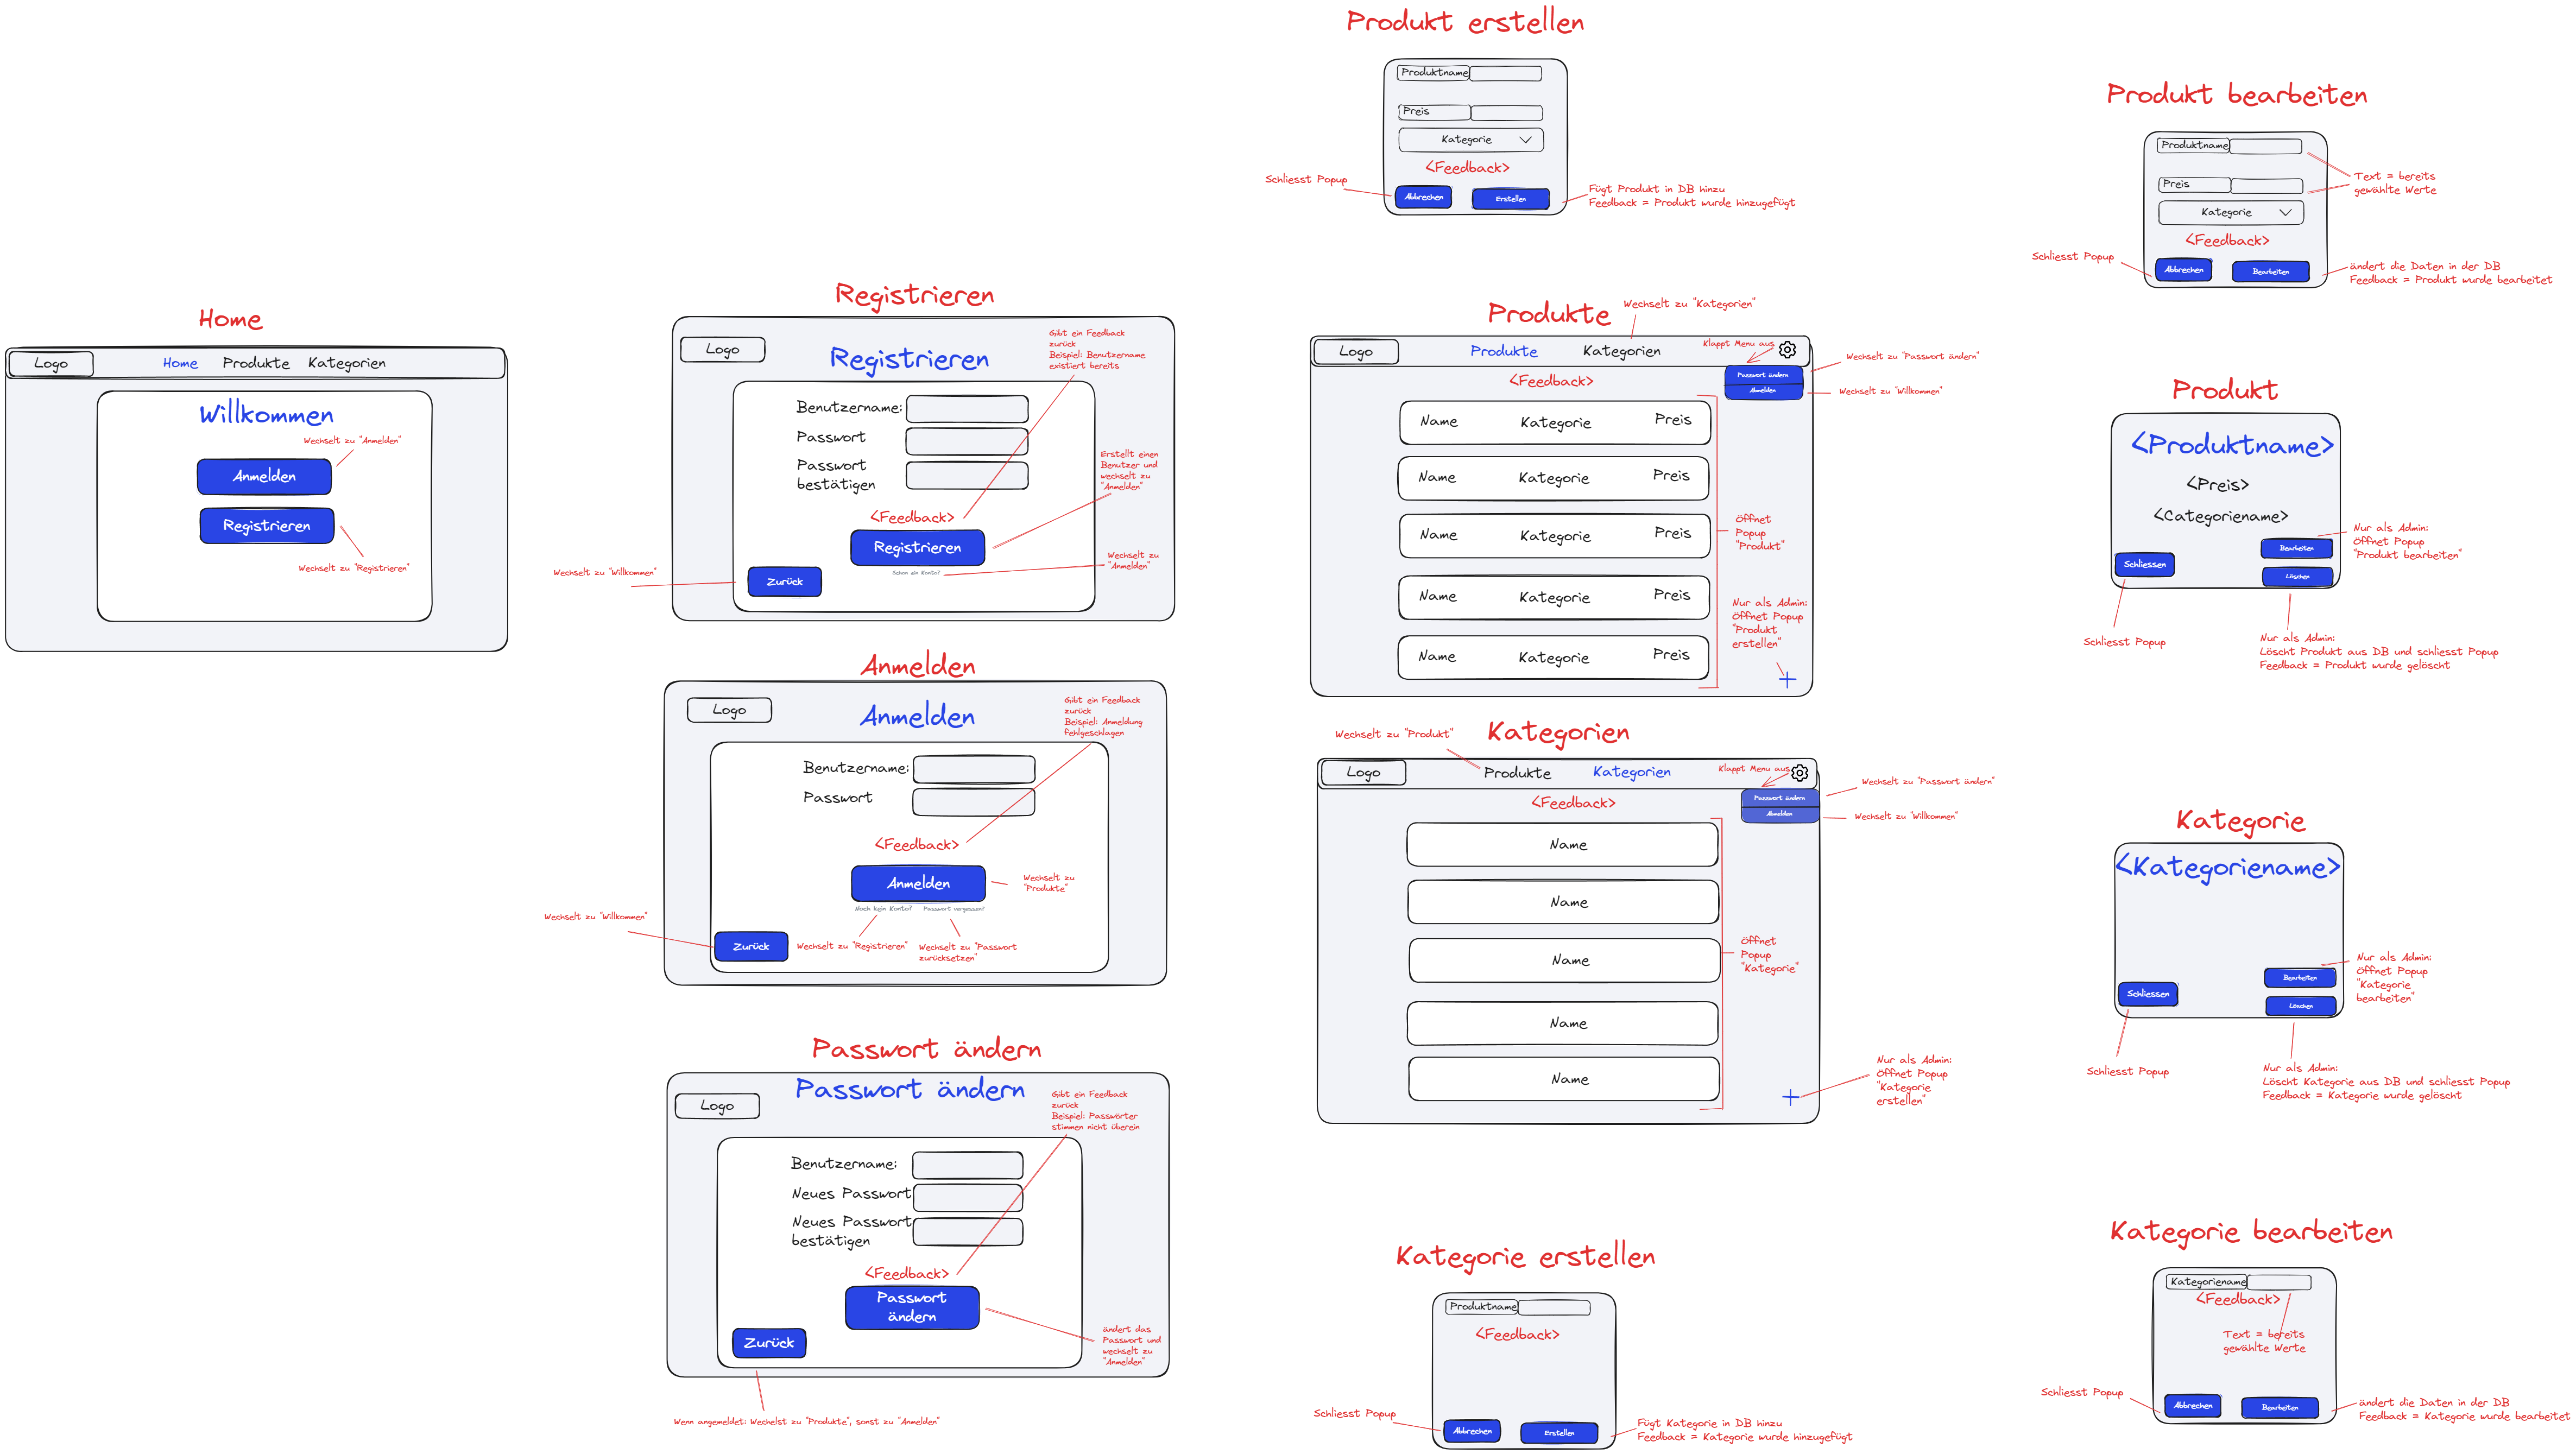 Home
Logo
Home Produkte Kategorien
Willkommen
Wechselt zu "Anmelden"
Anmelden
Registrieren
Wechselt zu "Registrieren"
Registrieren
Logo
Registrieren
Gibt ein Feedback
zurück
Beispiel: Benutzername
existiert bereits
Benutzername:
Passwort
Passwort
bestätigen
Erstellt einen
Benutzer und
wechselt zu
"Anmelden"
<Feedback>
Registrieren
Schon ein Konto?
Wechselt zu
"Anmelden"
Wechselt zu "Willkommen"
Zurück
Anmelden
Logo
Anmelden
Gibt ein Feedback
zurück
Beispiel: Anmeldung
fehlgeschlagen
Benutzername:
Passwort
<Feedback>
Anmelden
Wechselt zu
"Produkte"
Noch kein Konto? Passwort vergessen?
Wechselt zu "Willkommen"
Zurück
Wechselt zu "Registrieren"
Wechselt zu "Passwort
zurücksetzen"
Passwort ändern
Logo
Passwort ändern
Gibt ein Feedback
zurück
Beispiel: Passwörter
stimmen nicht überein
Benutzername:
Neues Passwort
Neues Passwort
bestätigen
<Feedback>
Passwort
ändern
Zurück
ändert das
Passwort und
wechselt zu
"Anmelden"
Wenn angemeldet: Wechelst zu "Produkte", sonst zu "Anmelden"
Produkt erstellen
Produktname
Preis
Kategorie
<Feedback>
Schliesst Popup
Abbrechen
Erstellen
Fügt Produkt in DB hinzu
Feedback = Produkt wurde hinzugefügt
Produkte
Wechselt zu "Kategorien"
Logo
Produkte
Kategorien
Klappt Menu aus
<Feedback>
Passwort ändern
Abmelden
Wechselt zu "Passwort ändern"
Wechselt zu "Willkommen"
Name Kategorie Preis
Name Kategorie Preis
Name Kategorie Preis
Name Kategorie Preis
Name Kategorie Preis
öffnet
Popup
"Produkt"
Nur als Admin:
öffnet Popup
"Produkt
erstellen"
Kategorien
Wechselt zu "Produkt"
Logo
Produkte
Kategorien
Klappt Menu aus
<Feedback>
Passwort ändern
Abmelden
Wechselt zu "Passwort ändern"
Wechselt zu "Willkommen"
Name
Name
Name
Name
Name
öffnet
Popup
"Kategorie"
Nur als Admin:
öffnet Popup
"Kategorie
erstellen"
Kategorie erstellen
Produktname
<Feedback>
Schliesst Popup
Abbrechen
Erstellen
Fügt Kategorie in DB hinzu
Feedback = Kategorie wurde hinzugefügt
Produkt bearbeiten
Produktname
Preis
Text = bereits
gewählte Werte
Kategorie
<Feedback>
Schliesst Popup
Abbrechen
Bearbeiten
ändert die Daten in der DB
Feedback = Produkt wurde bearbeitet
Produkt
<Produktname>
<Preis>
<Categoriename>
Bearbeiten
Nur als Admin:
öffnet Popup
"Produkt bearbeiten"
Schliessen
Löschen
Schliesst Popup
Nur als Admin:
Löscht Produkt aus DB und schliesst Popup
Feedback = Produkt wurde gelöscht
Kategorie
<Kategoriename>
Bearbeiten
Nur als Admin:
öffnet Popup
"Kategorie
bearbeiten"
Schliessen
Löschen
Schliesst Popup
Nur als Admin:
Löscht Kategorie aus DB und schliesst Popup
Feedback = Kategorie wurde gelöscht
Kategorie bearbeiten
Kategoriename
<Feedback>
Text = bereits
gewählte Werte
Schliesst Popup
Abbrechen
Bearbeiten
ändert die Daten in der DB
Feedback = Kategorie wurde bearbeitet